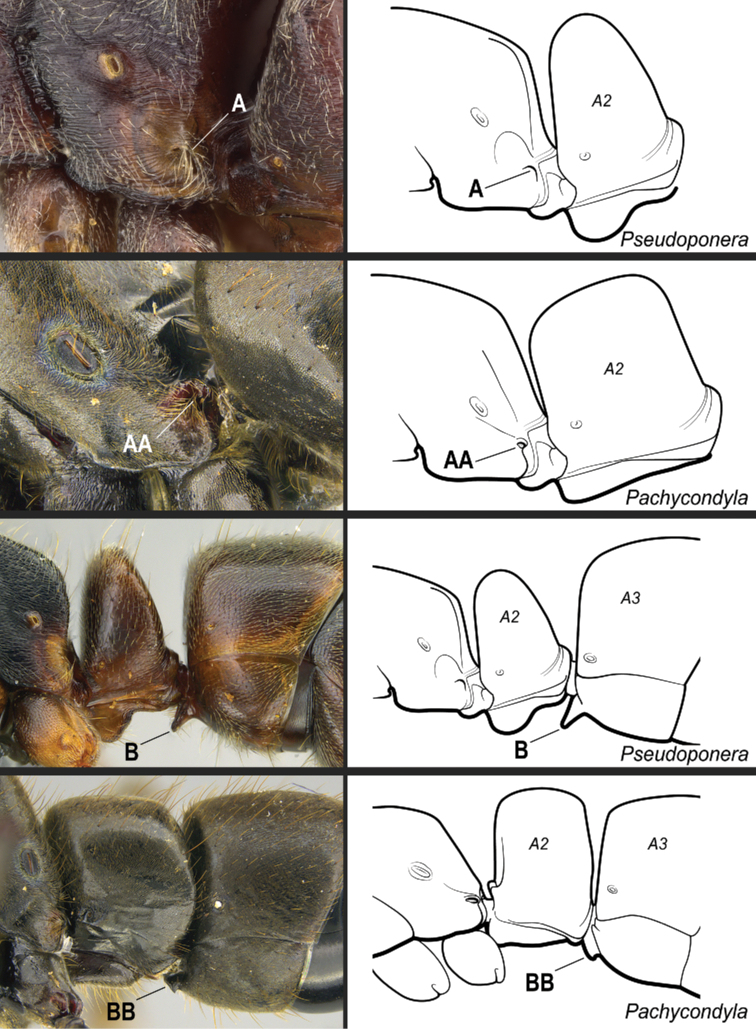 A
A2
A
Pseudoponera
AA
A2
AA
Pachycondyla
B
A2
A3
B
Pseudoponera
BB
A2
A3
BB
Pachycondyla